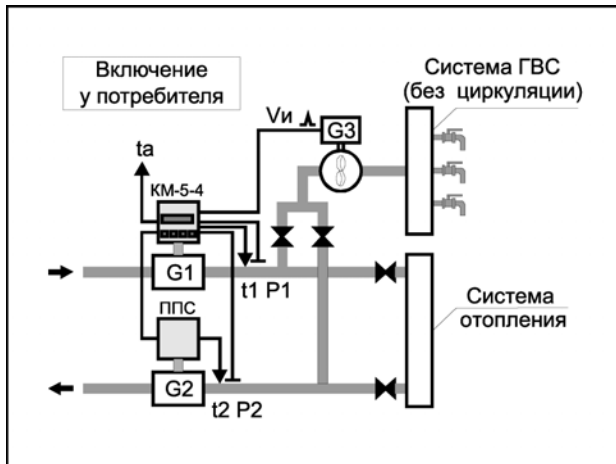 Включение
у потребителя
Система ГВС
(без циркуляции)
Vи
G3
ta
КМ-5-4
G1
t1 P1
ППС
Система
отопления
G2
t2 P2